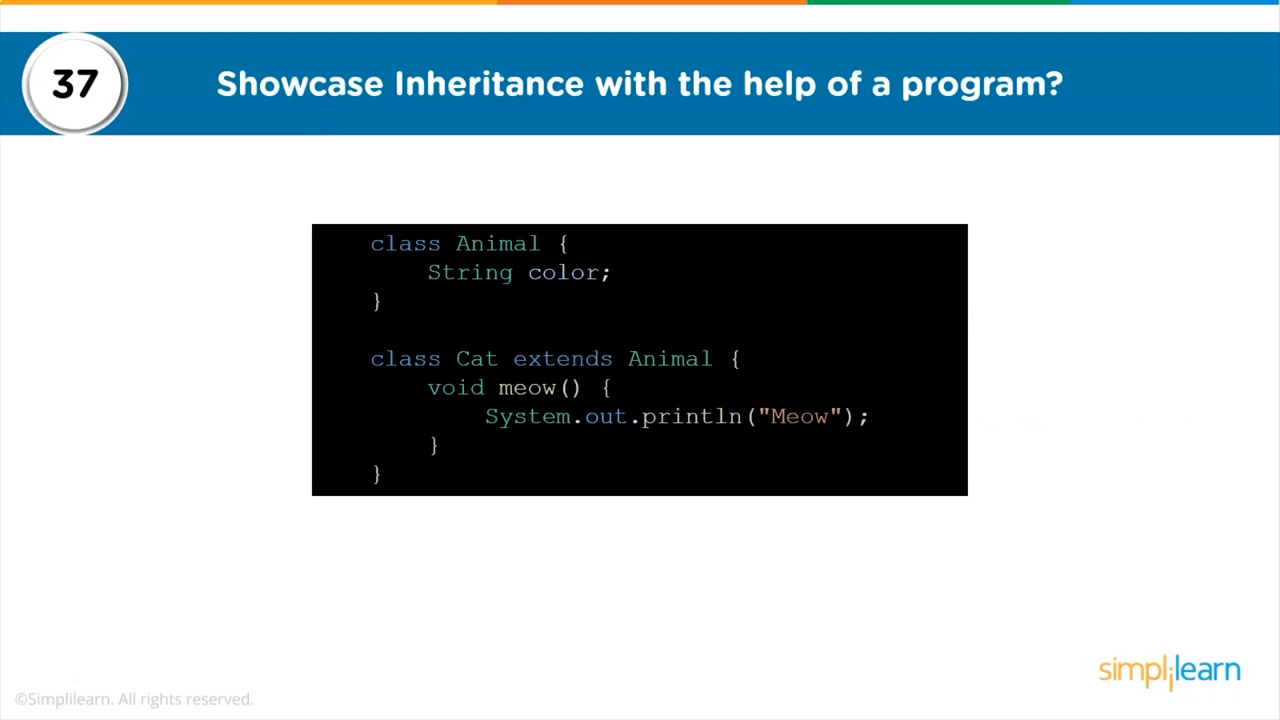 37
Showcase Inheritance with the help of a program?
class Animal {
    String color;
}
class Cat extends Animal {
    void meow() {
        System.out.println("Meow");
    }
}
simplilearn
©Simplilearn. All rights reserved.